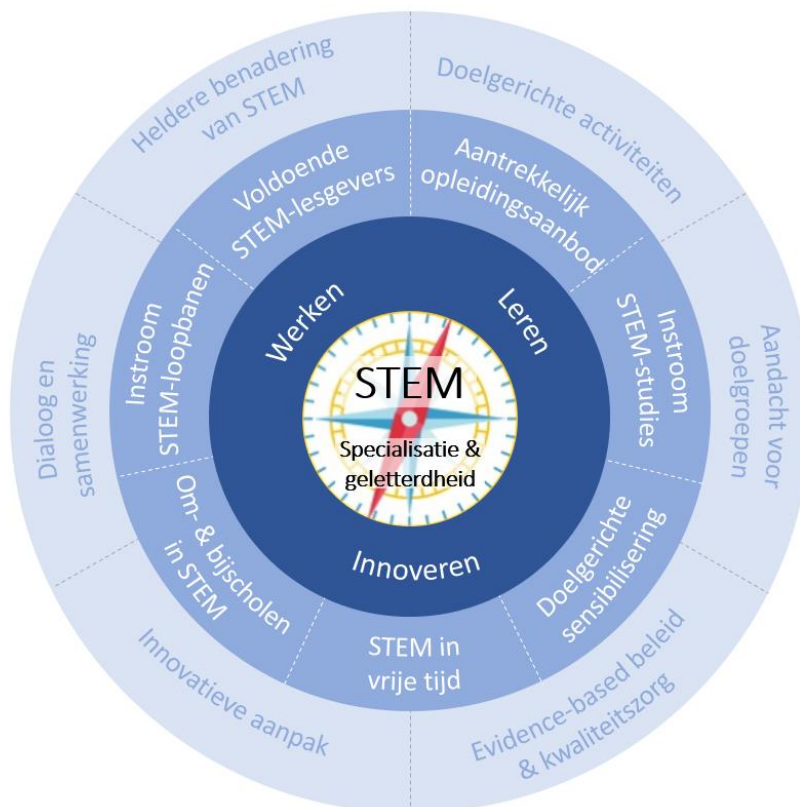 Heldere benadering
van STEM
Doelgerichte activiteiten
Aandacht voor
doelgroepen
Evidence-based beleid
& kwaliteitszorg
Innovatieve aanpak
Dialoog en
samenwerking
Voldoende
STEM-lesgevers
Aantrekkelijk
opleidingsaanbod
Instroom
STEM-studies
Doelgerichte
sensibilisering
STEM in
vrije tijd
Om- & bijscholen
in STEM
Instroom
STEM-loopbanen
Werken
Leren
Innoveren
STEM
Specialisatie &
geletterdheid